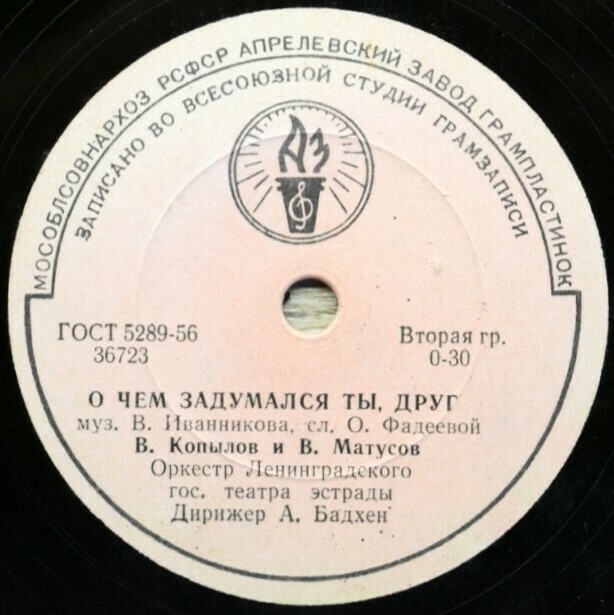 МОСОБЛСОВНАРХОЗ РСФСР АПРЕЛЕВСКИЙ ЗАВОД ГРАМПЛАСТИНОК
ЗАПИСАНО ВО ВСЕСОЮЗНОЙ СТУДИИ ГРАМЗАПИСИ
АЗ
ГОСТ 5289-56
36723
Вторая гр.
0-30
О ЧЕМ ЗАДУМАЛСЯ ТЫ, ДРУГ
муз. В. Иванникова, сл. О. Фадеевой
В. Копылов и В. Матусов
Оркестр Ленинградского
гос. театра эстрады
Дирижер А. Бадхен